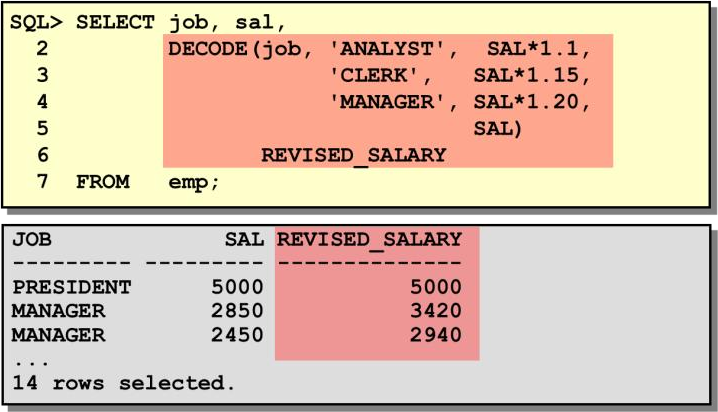 SQL> SELECT job, sal,
2 DECODE(job, 'ANALYST', SAL*1.1,
3 'CLERK', SAL*1.15,
4 'MANAGER', SAL*1.20,
5 SAL)
6 REVISED_SALARY
7 FROM emp;
JOB SAL REVISED_SALARY
--------- --------- --------------
PRESIDENT 5000 5000
MANAGER 2850 3420
MANAGER 2450 2940
...
14 rows selected.